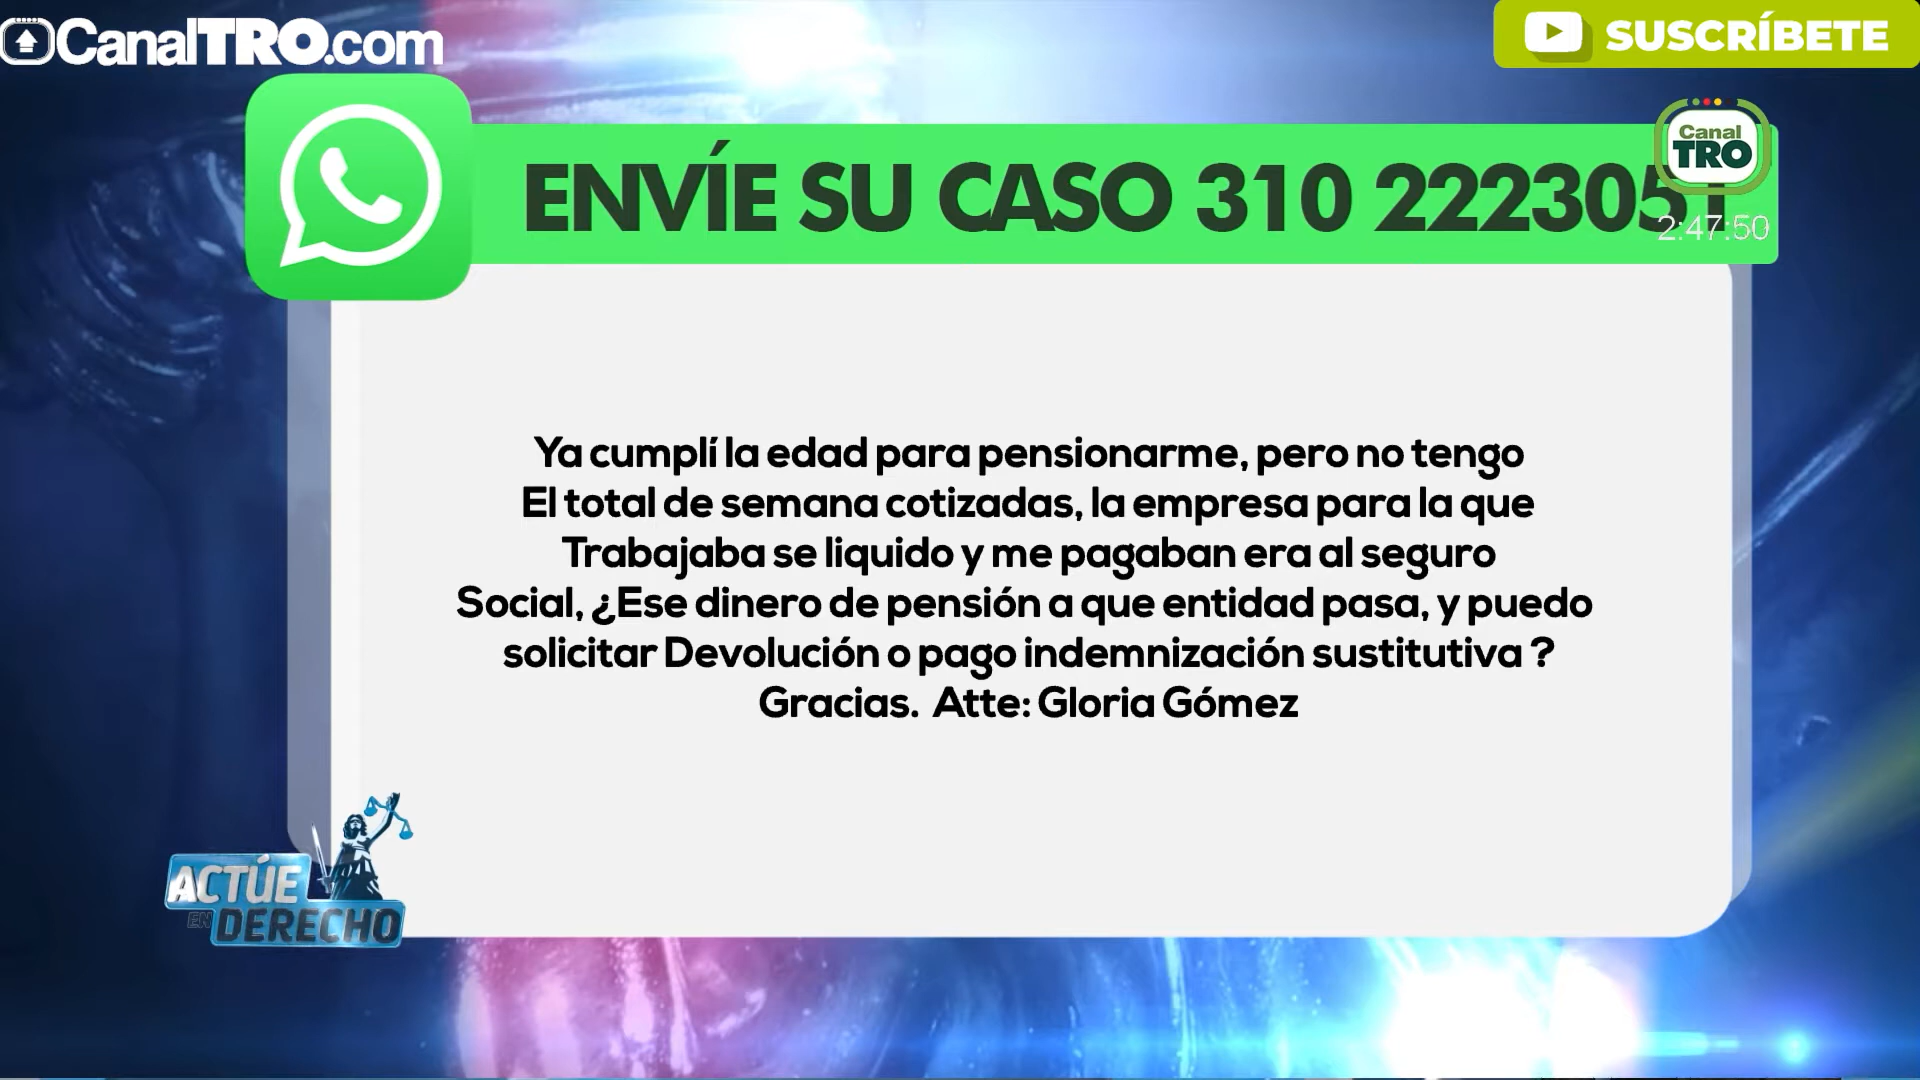 CanalTRO.com
SUSCRÍBETE
Canal
TRO
ENVÍE SU CASO 310 2223051
2:47:50
Ya cumplí la edad para pensionarme, pero no tengo
El total de semana cotizadas, la empresa para la que
Trabajaba se liquido y me pagaban era al seguro
Social, ¿Ese dinero de pensión a que entidad pasa, y puedo
solicitar Devolución o pago indemnización sustitutiva ?
Gracias. Atte: Gloria Gómez
ACTÚE
EN DERECHO